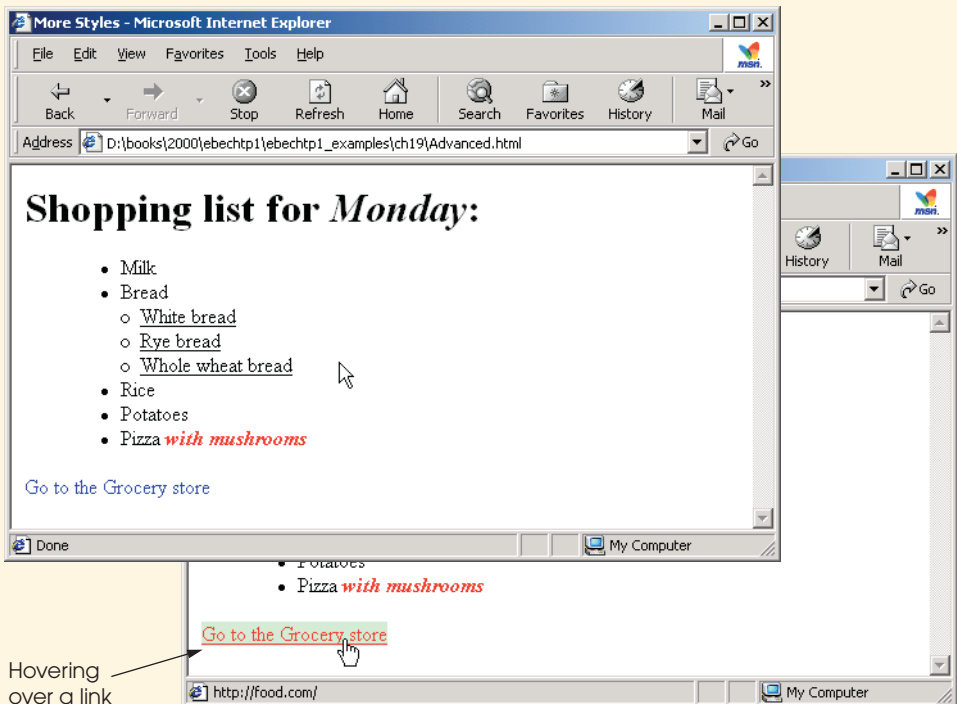 More Styles - Microsoft Internet Explorer
File Edit View Favorites Tools Help
msn.
Back Forward Stop Refresh Home Search Favorites History Mail »
Address D:\books\2000\ebechtp1\ebechtp1_examples\ch19\Advanced.html Go
Shopping list for Monday:
• Milk
• Bread
o White bread
o Rye bread
o Whole wheat bread
• Rice
• Potatoes
• Pizza with mushrooms
Go to the Grocery store
Done My Computer
msn.
History Mail »
Go
• Potatoes
• Pizza with mushrooms
Go to the Grocery store
http://food.com/ My Computer
Hovering
over a link